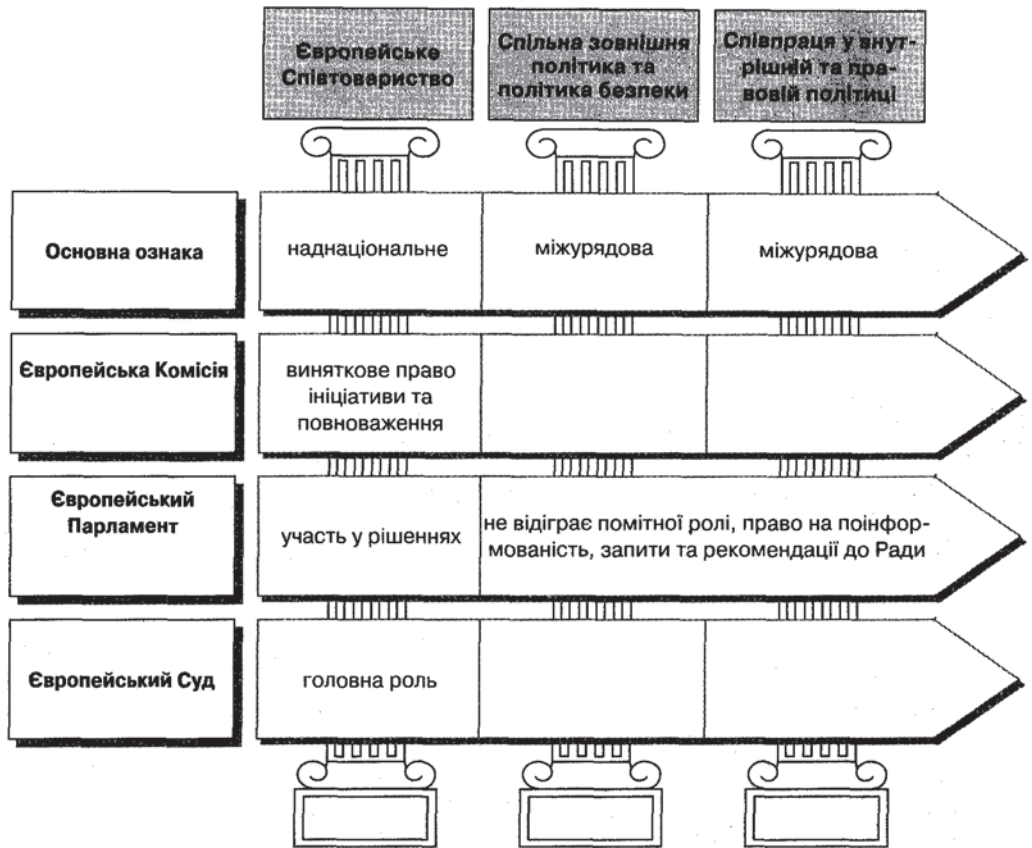 Європейське
Співтовариство
Спільна зовнішня
політика та
політика безпеки
Співпраця у внут-
рішній та пра-
вовій політиці
Основна ознака
наднаціональне
міжурядова
міжурядова
Європейська Комісія
виняткове право
ініціативи та
повноваження
Європейський
Парламент
участь у рішеннях
не відіграє помітної ролі, право на поінфор-
мованість, запити та рекомендації до Ради
Європейський Суд
головна роль